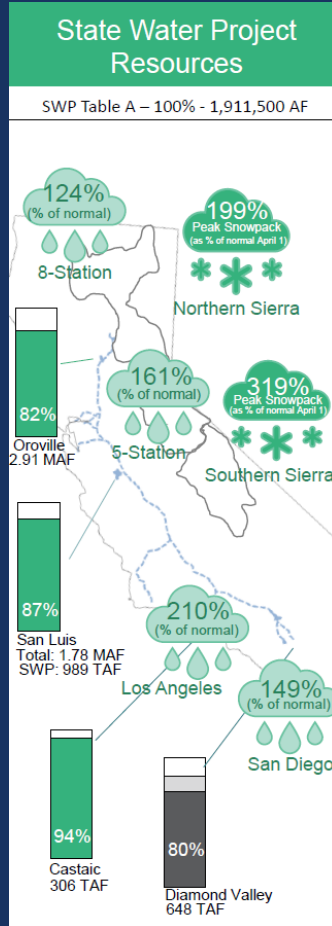 State Water Project
Resources
SWP Table A – 100% - 1,911,500 AF
124%
(% of normal)
8-Station
199%
Peak Snowpack
(as % of normal April 1)
Northern Sierra
161%
(% of normal)
5-Station
319%
Peak Snowpack
(as % of normal April 1)
Southern Sierra
82%
Oroville
2.91 MAF
87%
San Luis
Total: 1.78 MAF
SWP: 989 TAF
210%
(% of normal)
Los Angeles
149%
(% of normal)
San Diego
94%
Castaic
306 TAF
80%
Diamond Valley
648 TAF